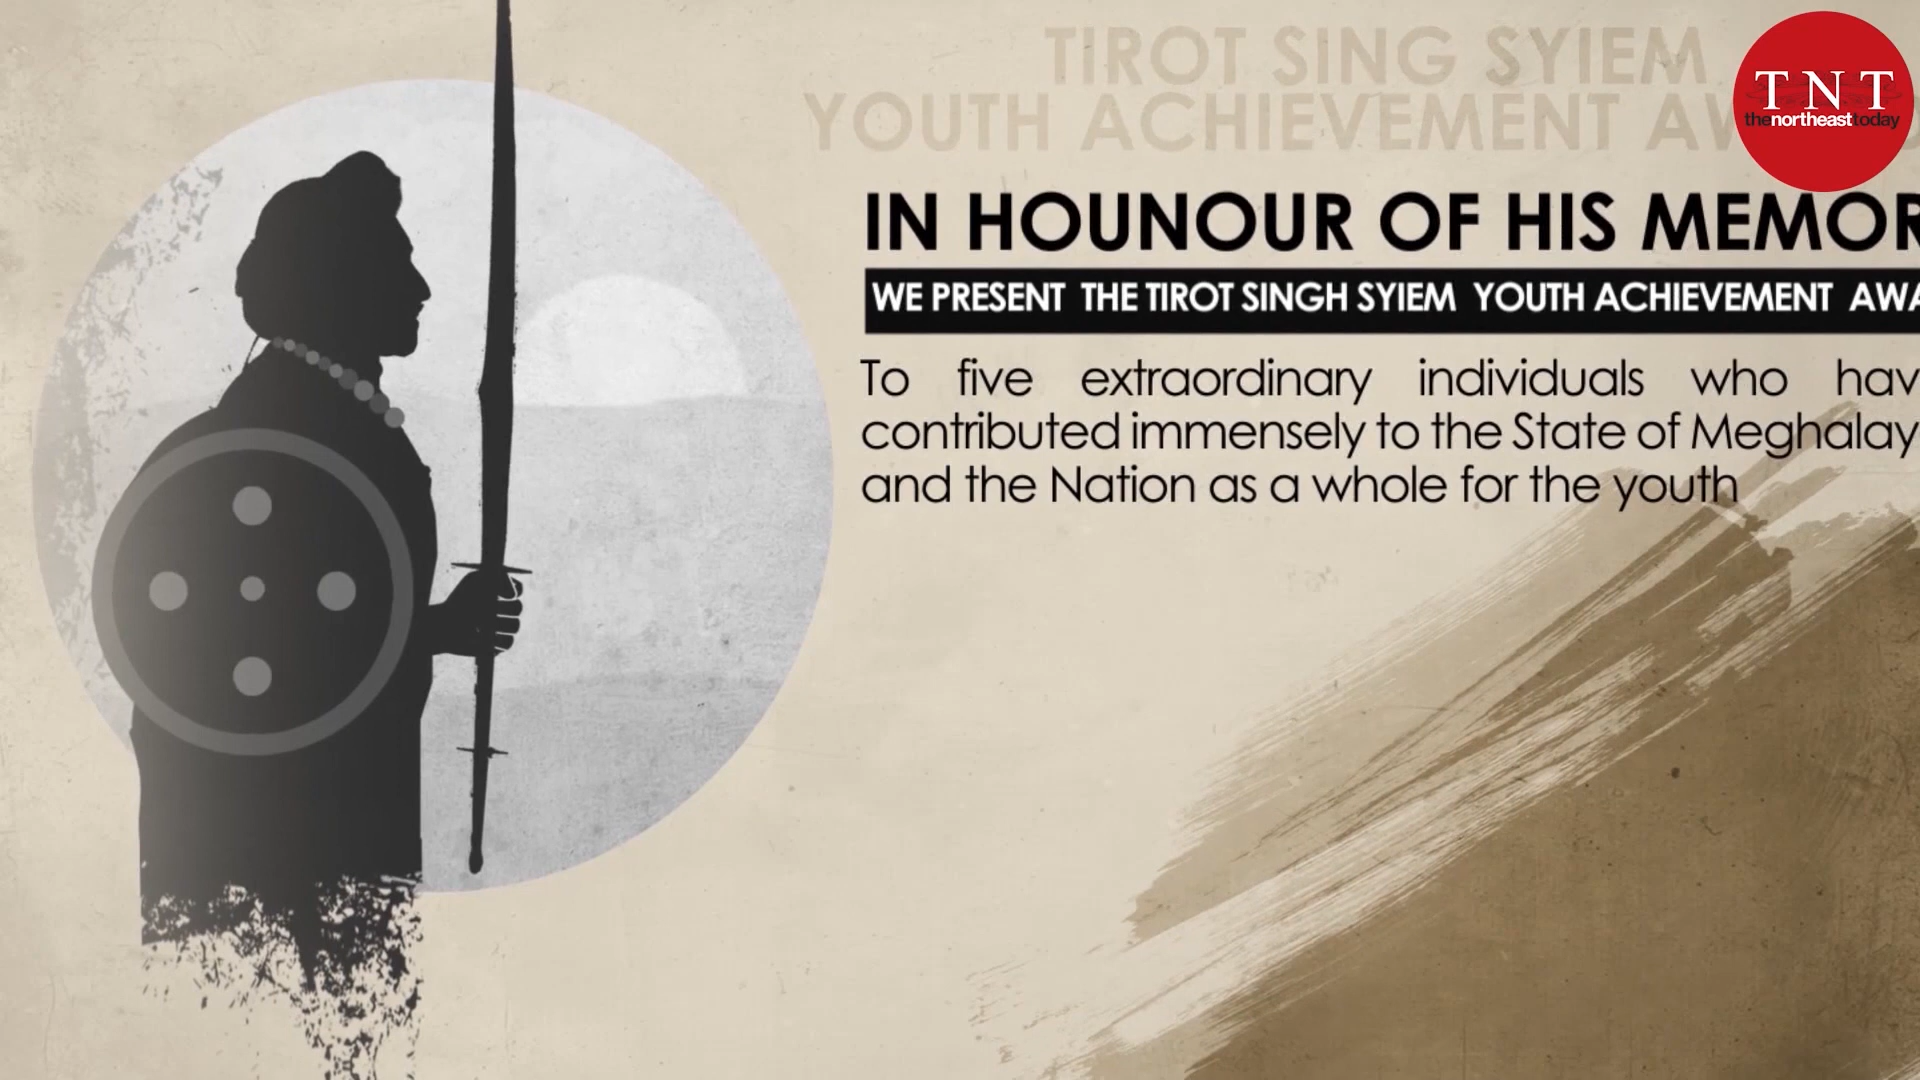 TIROT SING SYIEM
YOUTH ACHIEVEMENT
TNT
thenortheasttoday
IN HOUNOUR OF HIS MEMOR
WE PRESENT THE TIROT SINGH SYIEM YOUTH ACHIEVEMENT AWA
To five extraordinary individuals who hav
contributed immensely to the State of Meghalay
and the Nation as a whole for the youth